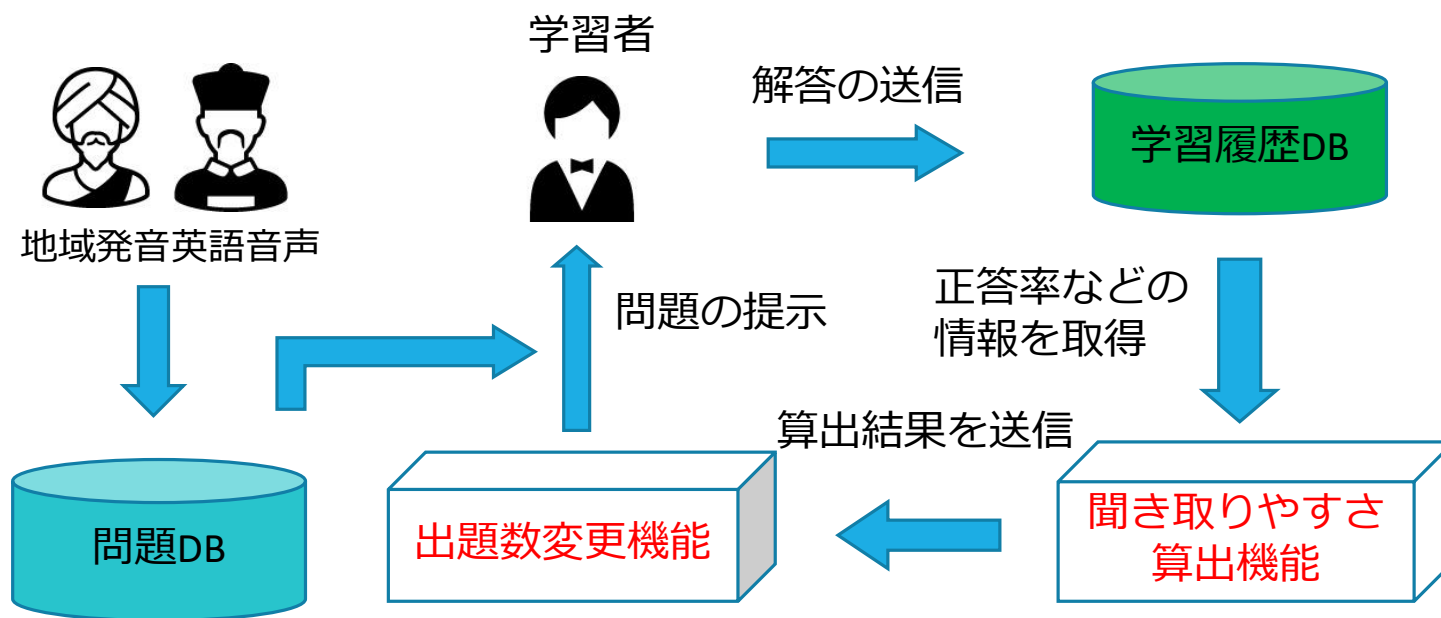 学習者
解答の送信
学習履歴DB
地域発音英語音声
問題の提示
正答率などの
情報を取得
算出結果を送信
問題DB
出題数変更機能
聞き取りやすさ
算出機能